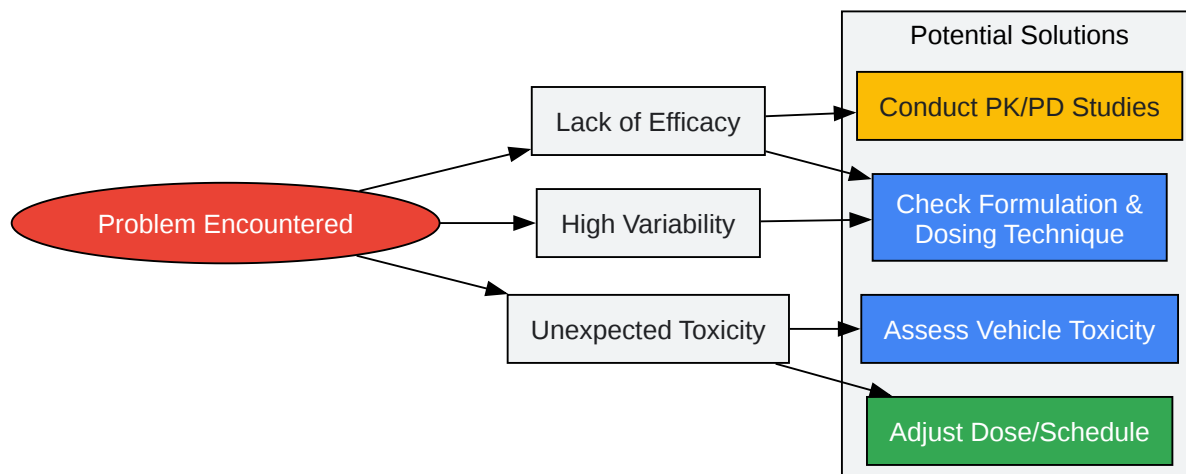 Potential Solutions
Conduct PK/PD Studies
Lack of Efficacy
Check Formulation &
Dosing Technique
Problem Encountered
High Variability
Unexpected Toxicity
Assess Vehicle Toxicity
Adjust Dose/Schedule